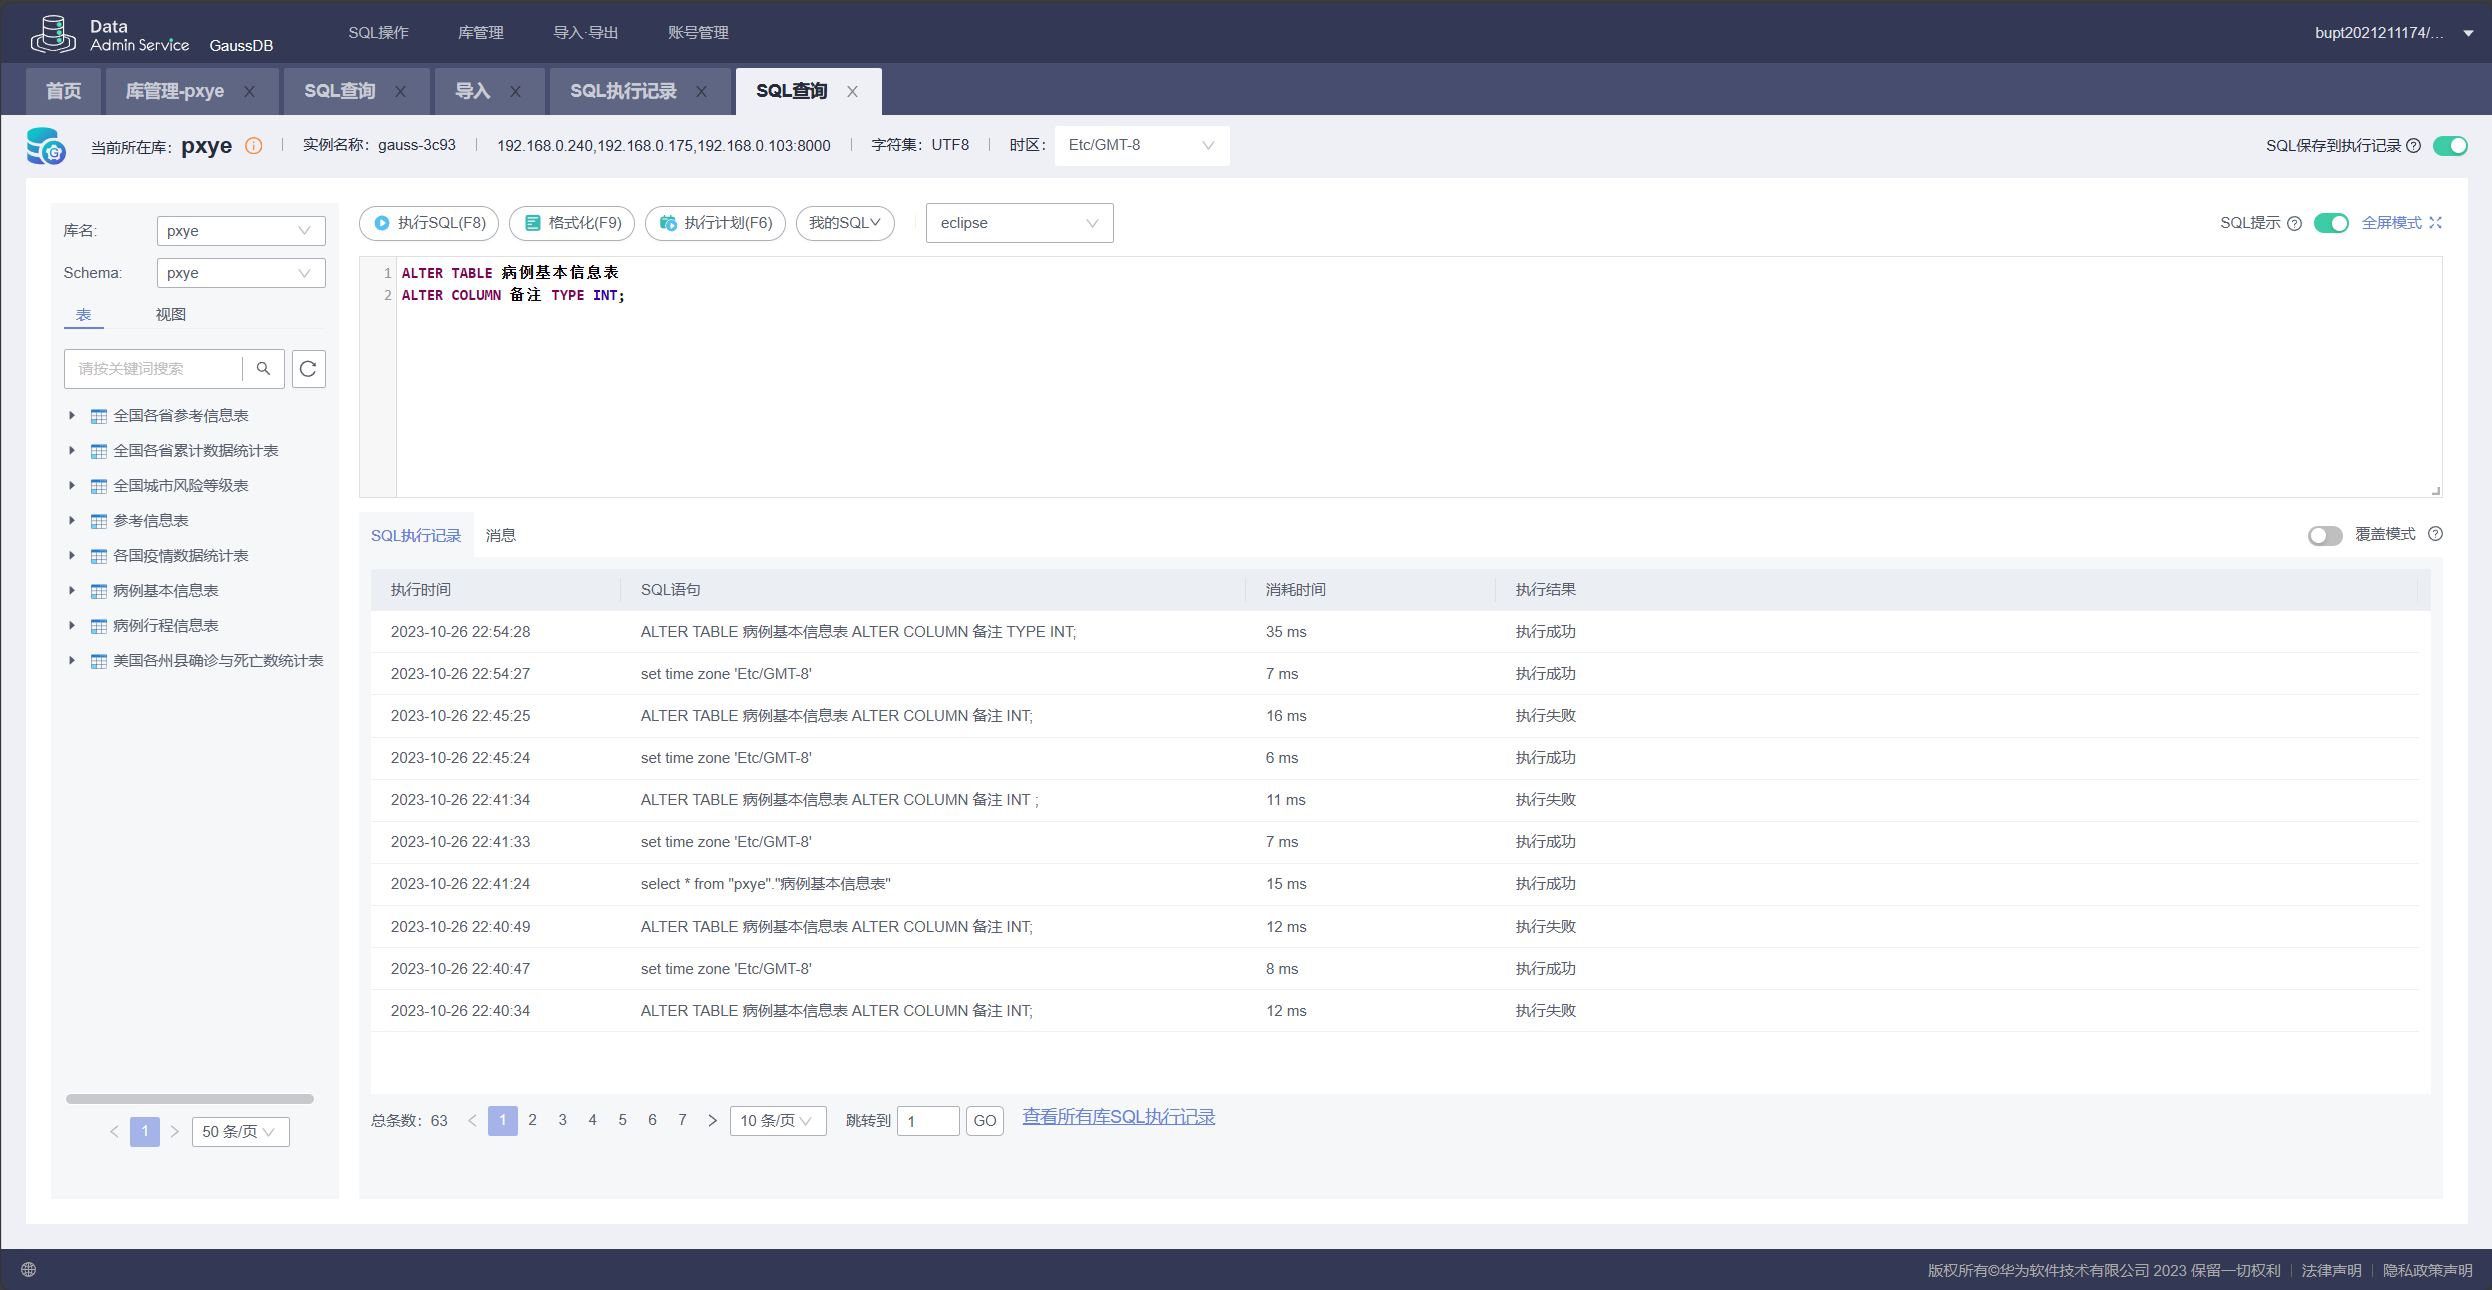 Data
Admin Service GaussDB SQL操作 库管理 导入·导出 账号管理 bupt2021211174/...
首页 库管理-pxye X SQL查询 X 导入 X SQL执行记录 X SQL查询 X
当前所在库: pxye 实例名称: gauss-3c93 192.168.0.240,192.168.0.175,192.168.0.103:8000 字符集: UTF8 时区: Etc/GMT-8 SQL保存到执行记录
库名: pxye
Schema: pxye
表 视图
请按关键词搜索
全国各省参考信息表
全国各省累计数据统计表
全国城市风险等级表
参考信息表
各国疫情数据统计表
病例基本信息表
病例行程信息表
美国各州县确诊与死亡数统计表
1 50 条/页
执行SQL(F8) 格式化(F9) 执行计划(F6) 我的SQL eclipse SQL提示 全屏模式
1 ALTER TABLE 病例基本信息表
2 ALTER COLUMN 备注 TYPE INT;
SQL执行记录 消息 覆盖模式
执行时间 SQL语句 消耗时间 执行结果
2023-10-26 22:54:28 ALTER TABLE 病例基本信息表 ALTER COLUMN 备注 TYPE INT; 35 ms 执行成功
2023-10-26 22:54:27 set time zone 'Etc/GMT-8' 7 ms 执行成功
2023-10-26 22:45:25 ALTER TABLE 病例基本信息表 ALTER COLUMN 备注 INT; 16 ms 执行失败
2023-10-26 22:45:24 set time zone 'Etc/GMT-8' 6 ms 执行成功
2023-10-26 22:41:34 ALTER TABLE 病例基本信息表 ALTER COLUMN 备注 INT ; 11 ms 执行失败
2023-10-26 22:41:33 set time zone 'Etc/GMT-8' 7 ms 执行成功
2023-10-26 22:41:24 select * from "pxye"."病例基本信息表" 15 ms 执行成功
2023-10-26 22:40:49 ALTER TABLE 病例基本信息表 ALTER COLUMN 备注 INT; 12 ms 执行失败
2023-10-26 22:40:47 set time zone 'Etc/GMT-8' 8 ms 执行成功
2023-10-26 22:40:34 ALTER TABLE 病例基本信息表 ALTER COLUMN 备注 INT; 12 ms 执行失败
总条数: 63 1 2 3 4 5 6 7 10 条/页 跳转到 1 GO 查看所有库SQL执行记录
版权所有©华为软件技术有限公司 2023 保留一切权利 法律声明 隐私政策声明